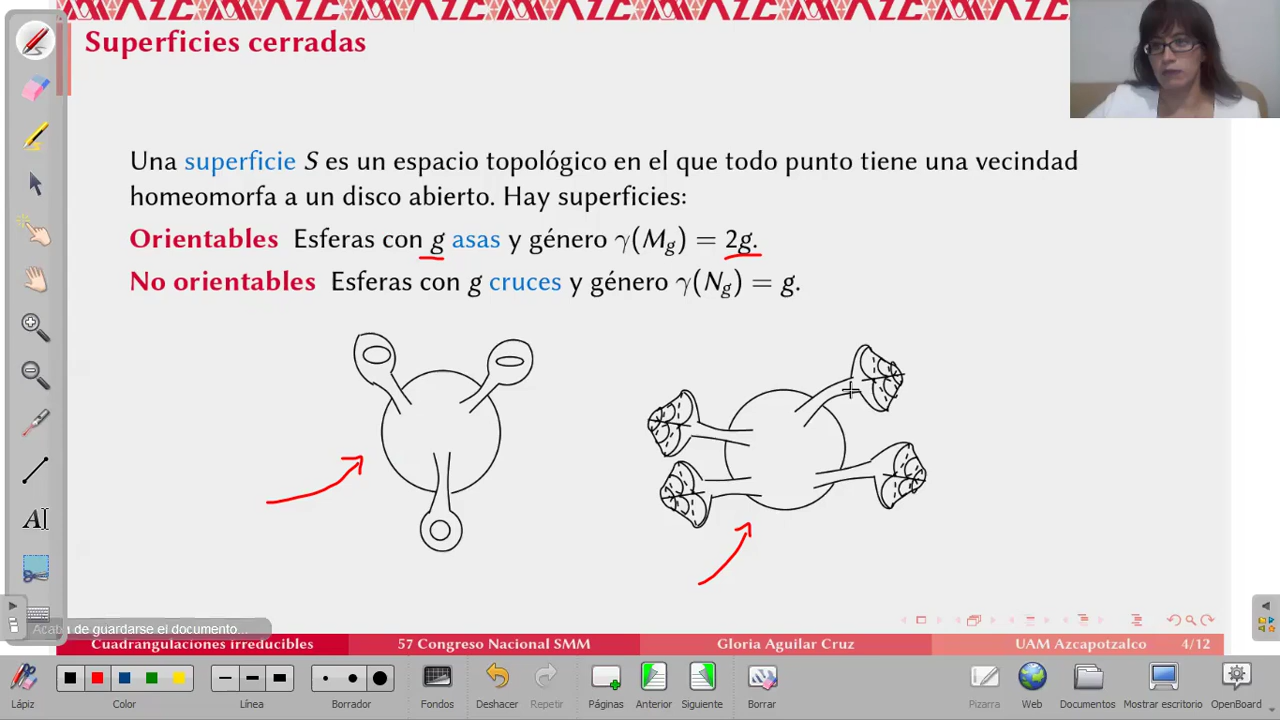 Superficies cerradas
Una superficie S es un espacio topológico en el que todo punto tiene una vecindad
homeomorfa a un disco abierto. Hay superficies:
Orientables Esferas con g asas y género γ(M_g) = 2g.
No orientables Esferas con g cruces y género γ(N_g) = g.
Acaba de guardarse el documento...
Cuadrangulaciones irreducibles 57 Congreso Nacional SMM Gloria Aguilar Cruz UAM Azcapotzalco 4/12
Lápiz Color Línea Borrador Fondos Deshacer Repetir Páginas Anterior Siguiente Borrar Pizarra Web Documentos Mostrar escritorio OpenBoard